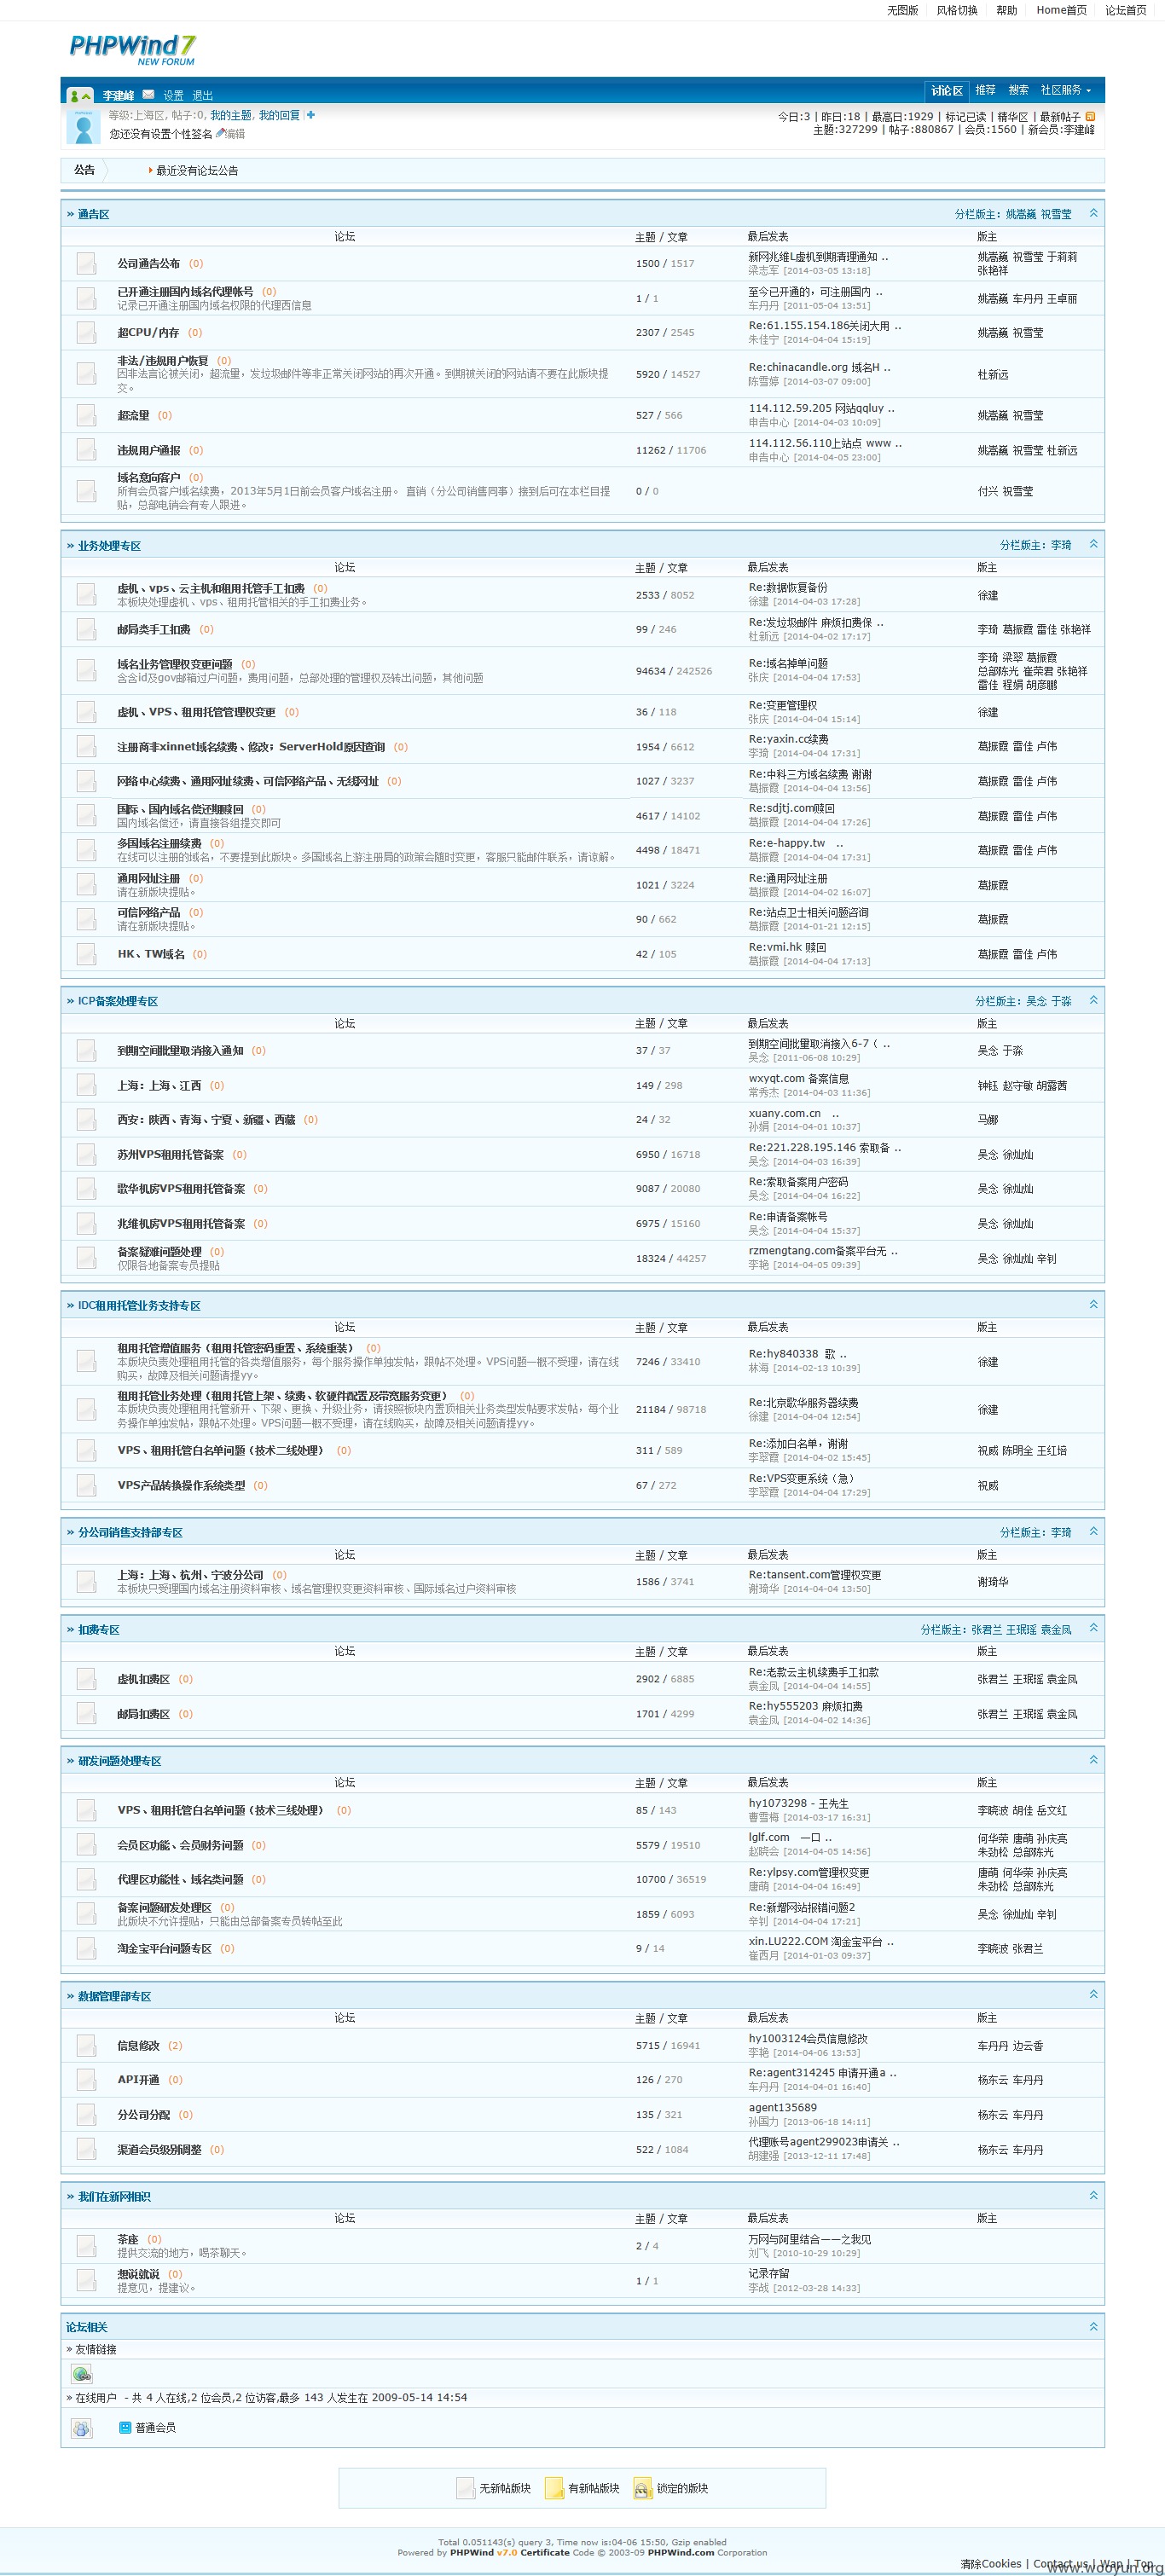 无图版 风格切换 帮助 Home首页 论坛首页
PHPWind 7
NEW FORUM
李建峰 设置 退出 讨论区 推荐 搜索 社区服务
等级:上海区, 帖子:0, 我的主题, 我的回复 |
今日:3 | 昨日:18 | 最高日:1929 | 标记已读 | 精华区 | 最新帖子
您还没有设置个性签名 编辑
主题:327299 | 帖子:880867 | 会员:1560 | 新会员:李建峰
公告 最近没有论坛公告
» 通告区 分栏版主: 姚嵩巍 祝雪莹
论坛 主题 / 文章 最后发表 版主
公司通告公布 (0) 1500 / 1517 新网兆维L虚机到期清理通知 .. 姚嵩巍 祝雪莹 于莉莉
梁志军 [2014-03-05 13:18] 张艳祥
已开通注册国内域名代理帐号 (0) 1 / 1 至今已开通的，可注册国内 .. 姚嵩巍 车丹丹 王卓丽
记录已开通注册国内域名权限的代理西信息 车丹丹 [2011-05-04 13:51]
超CPU/内存 (0) 2307 / 2545 Re:61.155.154.186关闭大用 .. 姚嵩巍 祝雪莹
朱佳宁 [2014-04-04 15:19]
非法/违规用户恢复 (0) 5920 / 14527 Re:chinacandle.org 域名H .. 杜新远
因非法言论被关闭，超流量，发垃圾邮件等非正常关闭网站的再次开通。到期被关闭的网站请不要在此版块提 陈雪婷 [2014-03-07 09:00]
交。
超流量 (0) 527 / 566 114.112.59.205 网站qqluy .. 姚嵩巍 祝雪莹
申告中心 [2014-04-03 10:09]
违规用户通报 (0) 11262 / 11706 114.112.56.110上站点 www .. 姚嵩巍 祝雪莹 杜新远
申告中心 [2014-04-05 23:00]
域名意向客户 (0) 0 / 0 付兴 祝雪莹
所有会员客户域名续费，2013年5月1日前会员客户域名注册。 直销（分公司销售同事）接到后可在本栏目提
贴，总部电销会有专人跟进。
» 业务处理专区 分栏版主: 李琦
论坛 主题 / 文章 最后发表 版主
虚机、vps、云主机和租用托管手工扣费 (0) 2533 / 8052 Re:数据恢复备份 徐建
本板块处理虚机、vps、租用托管相关的手工扣费业务。 徐建 [2014-04-03 17:28]
邮局类手工扣费 (0) 99 / 246 Re:发垃圾邮件 麻烦扣费保 .. 李琦 葛振霞 雷佳 张艳祥
杜新远 [2014-04-02 17:17]
域名业务管理权变更问题 (0) 94634 / 242526 Re:域名掉单问题 李琦 梁翠 葛振霞
含含id及gov邮箱过户问题，费用问题，总部处理的管理权及转出问题，其他问题 张庆 [2014-04-04 17:53] 总部陈光 崔荣君 张艳祥
雷佳 程娟 胡彦鹏
虚机、VPS、租用托管管理权变更 (0) 36 / 118 Re:变更管理权 徐建
张庆 [2014-04-04 15:14]
注册商非xinnet域名续费、修改；ServerHold原因查询 (0) 1954 / 6612 Re:yaxin.cc续费 葛振霞 雷佳 卢伟
李琦 [2014-04-04 17:31]
网络中心续费、通用网址续费、可信网络产品、无线网址 (0) 1027 / 3237 Re:中科三方域名续费 谢谢 葛振霞 雷佳 卢伟
葛振霞 [2014-04-04 13:56]
国际、国内域名偿还期赎回 (0) 4617 / 14102 Re:sdjtj.com赎回 葛振霞 雷佳 卢伟
国内域名偿还，请直接各组提交即可 葛振霞 [2014-04-04 17:26]
多国域名注册续费 (0) 4498 / 18471 Re:e-happy.tw .. 葛振霞 雷佳 卢伟
在线可以注册的域名，不要提到此版块。多国域名上游注册局的政策会随时变更，客服只能邮件联系，请谅解。 葛振霞 [2014-04-04 17:31]
通用网址注册 (0) 1021 / 3224 Re:通用网址注册 葛振霞
请在新版块提贴。 葛振霞 [2014-04-02 16:07]
可信网络产品 (0) 90 / 662 Re:站点卫士相关问题咨询 葛振霞
请在新版块提贴。 葛振霞 [2014-01-21 12:15]
HK、TW域名 (0) 42 / 105 Re:vmi.hk 赎回 葛振霞 雷佳 卢伟
葛振霞 [2014-04-04 17:13]
» ICP备案处理专区 分栏版主: 吴念 于淼
论坛 主题 / 文章 最后发表 版主
到期空间批里取消接入通知 (0) 37 / 37 到期空间批量取消接入6-7（ .. 吴念 于淼
吴念 [2011-06-08 10:29]
上海：上海、江西 (0) 149 / 298 wxyqt.com 备案信息 钟钰 赵守敏 胡露茜
常秀杰 [2014-04-03 11:36]
西安：陕西、青海、宁夏、新疆、西藏 (0) 24 / 32 xuany.com.cn .. 马娜
孙娟 [2014-04-01 10:37]
苏州VPS租用托管备案 (0) 6950 / 16718 Re:221.228.195.146 索取备 .. 吴念 徐灿灿
吴念 [2014-04-03 16:39]
歌华机房VPS租用托管备案 (0) 9087 / 20080 Re:索取备案用户密码 吴念 徐灿灿
吴念 [2014-04-04 16:22]
兆维机房VPS租用托管备案 (0) 6975 / 15160 Re:申请备案帐号 吴念 徐灿灿
吴念 [2014-04-04 15:37]
备案疑难问题处理 (0) 18324 / 44257 rzmengtang.com备案平台无 .. 吴念 徐灿灿 辛钊
仅限各地备案专员提贴 李艳 [2014-04-05 09:39]
» IDC租用托管业务支持专区
论坛 主题 / 文章 最后发表 版主
租用托管增值服务（租用托管密码重置、系统重装） (0) 7246 / 33410 Re:hy840338 歌 .. 徐建
本版块负责处理租用托管的各类增值服务，每个服务操作单独发帖，跟帖不处理。VPS问题一概不受理，请在线 林海 [2014-02-13 10:39]
购买，故障及相关问题请提yy。
租用托管业务处理（租用托管上架、续费、软硬件配置及带宽服务变更） (0) 21184 / 98718 Re:北京歌华服务器续费 徐建
本版块负责处理租用托管新开、下架、更换、升级业务，请按照板块内置顶相关业务类型发帖要求发帖，每个业 徐建 [2014-04-04 12:54]
务操作单独发帖，跟帖不处理。VPS问题一概不受理，请在线购买，故障及相关问题请提yy。
VPS、租用托管白名单问题（技术二线处理） (0) 311 / 589 Re:添加白名单，谢谢 祝威 陈明全 王红培
李翠霞 [2014-04-02 15:45]
VPS产品转换操作系统类型 (0) 67 / 272 Re:VPS变更系统（急） 祝威
李翠霞 [2014-04-04 17:29]
» 分公司销售支持部专区 分栏版主: 李琦
论坛 主题 / 文章 最后发表 版主
上海：上海、杭州、宁波分公司 (0) 1586 / 3741 Re:tansent.com管理权变更 谢琦华
本板块只受理国内域名注册资料审核、域名管理权变更资料审核、国际域名过户资料审核 谢琦华 [2014-04-04 13:50]
» 扣费专区 分栏版主: 张君兰 王珉瑶 袁金凤
论坛 主题 / 文章 最后发表 版主
虚机扣费区 (0) 2902 / 6885 Re:老款云主机续费手工扣款 张君兰 王珉瑶 袁金凤
袁金凤 [2014-04-04 14:55]
邮局扣费区 (0) 1701 / 4299 Re:hy555203 麻烦扣费 张君兰 王珉瑶 袁金凤
袁金凤 [2014-04-02 14:36]
» 研发问题处理专区
论坛 主题 / 文章 最后发表 版主
VPS、租用托管白名单问题（技术三线处理） (0) 85 / 143 hy1073298 - 王先生 李晓波 胡佳 岳文红
曹雪梅 [2014-03-17 16:31]
会员区功能、会员财务问题 (0) 5579 / 19510 lglf.com 一口 .. 何华荣 唐萌 孙庆亮
赵晓会 [2014-04-05 14:56] 朱劲松 总部陈光
代理区功能性、域名类问题 (0) 10700 / 36519 Re:ylpsy.com管理权变更 唐萌 何华荣 孙庆亮
唐萌 [2014-04-04 16:49] 朱劲松 总部陈光
备案问题研发处理区 (0) 1859 / 6093 Re:新增网站报错问题2 吴念 徐灿灿 辛钊
此版块不允许提贴，只能由总部备案专员转帖至此 辛钊 [2014-04-04 17:21]
淘金宝平台问题专区 (0) 9 / 14 xin.LU222.COM 淘金宝平台 .. 李晓波 张君兰
崔西月 [2014-01-03 09:37]
» 数据管理部专区
论坛 主题 / 文章 最后发表 版主
信息修改 (2) 5715 / 16941 hy1003124会员信息修改 车丹丹 边云香
李艳 [2014-04-06 13:53]
API开通 (0) 126 / 270 Re:agent314245 申请开通a .. 杨东云 车丹丹
车丹丹 [2014-04-01 16:40]
分公司分配 (0) 135 / 321 agent135689 杨东云 车丹丹
孙国力 [2013-06-18 14:11]
渠道会员级别调整 (0) 522 / 1084 代理账号agent299023申请关 .. 杨东云 车丹丹
胡建强 [2013-12-11 17:48]
» 我们在新网相识
论坛 主题 / 文章 最后发表 版主
茶座 (0) 2 / 4 万网与阿里结合——之我见
提供交流的地方，喝茶聊天。 刘飞 [2010-10-29 10:29]
想说就说 (0) 1 / 1 记录存留
提意见，提建议。 李战 [2012-03-28 14:33]
论坛相关
» 友情链接
» 在线用户 - 共 4 人在线,2 位会员,2 位访客,最多 143 人发生在 2009-05-14 14:54
普通会员
无新帖版块 有新帖版块 锁定的版块
Total 0.051143(s) query 3, Time now is:04-06 15:50, Gzip enabled
Powered by PHPWind v7.0 Certificate Code © 2003-09 PHPWind.com Corporation
清除Cookies | Contact us | Wap | Top
www.wooyun.org